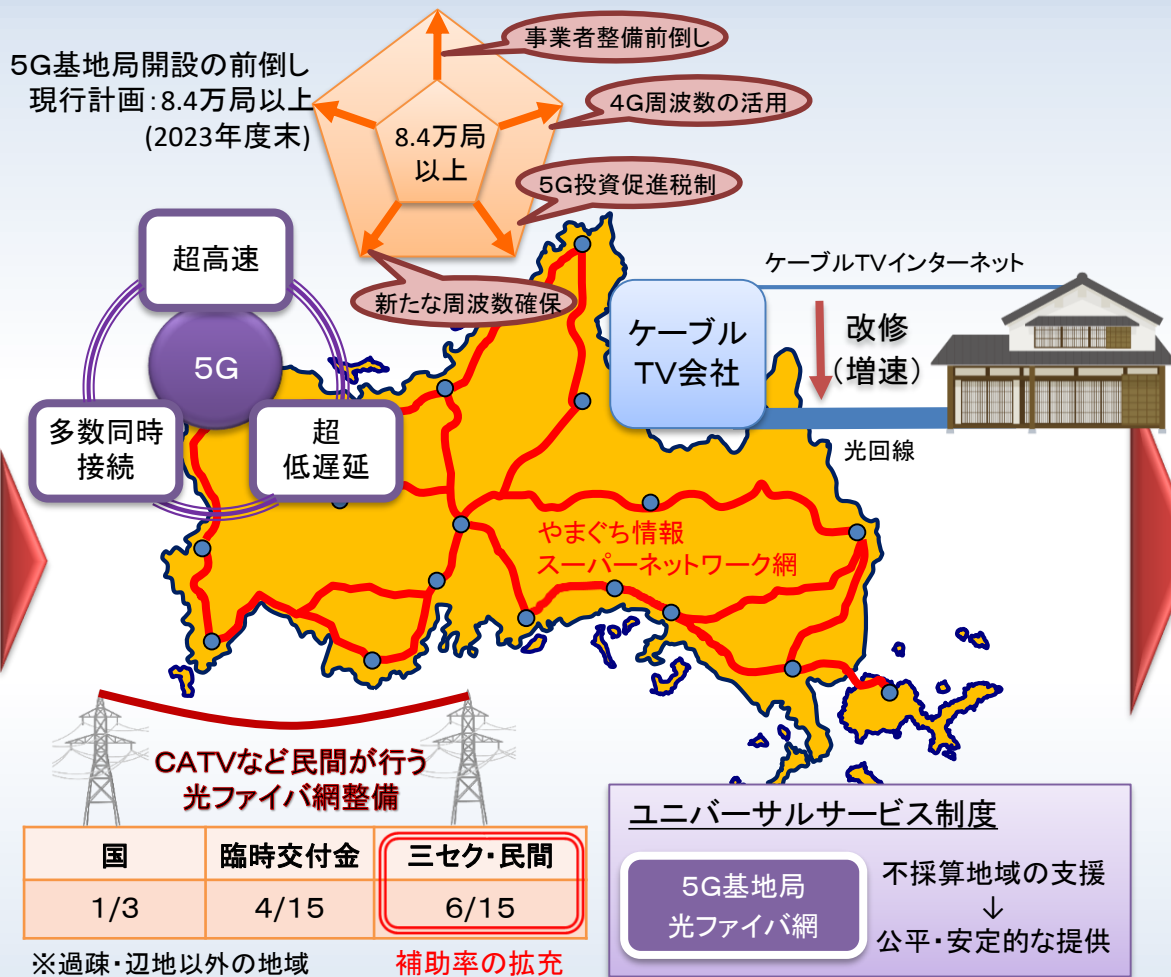 5G基地局開設の前倒し
現行計画：8.4万局以上
(2023年度末)
8.4万局
以上
事業者整備前倒し
4G周波数の活用
5G投資促進税制
新たな周波数確保
超高速
5G
多数同時
接続
超
低遅延
ケーブル
TV会社
ケーブルTVインターネット
改修
（増速）
光回線
やまぐち情報
スーパーネットワーク網
CATVなど民間が行う
光ファイバ網整備
国 臨時交付金 三セク・民間
1/3 4/15 6/15
※過疎・辺地以外の地域 補助率の拡充
ユニバーサルサービス制度
5G基地局
光ファイバ網
不採算地域の支援
↓
公平・安定的な提供